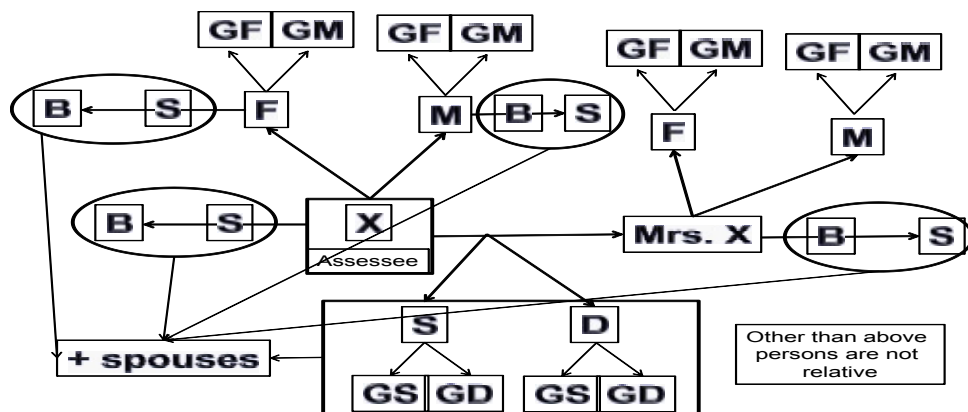 GF GM
GF GM
GF GM
GF GM
B S F
M B S
F
M
B S
X
Assessee
Mrs. X
B S
S
D
+ spouses
GS GD
GS GD
Other than above
persons are not
relative